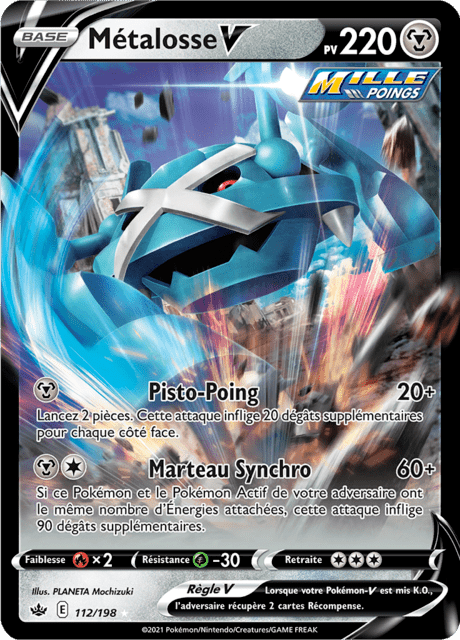 BASE Métalosse V PV 220
MILLE
POINGS
Pisto-Poing 20+
Lancez 2 pièces. Cette attaque inflige 20 dégâts supplémentaires
pour chaque côté face.
Marteau Synchro 60+
Si ce Pokémon et le Pokémon Actif de votre adversaire ont
le même nombre d'Énergies attachées, cette attaque inflige
90 dégâts supplémentaires.
Faiblesse ×2 Résistance -30 Retraite
Illus. PLANETA Mochizuki
E 112/198
Règle V
Lorsque votre Pokémon-V est mis K.O.,
l'adversaire récupère 2 cartes Récompense.
©2021 Pokémon/Nintendo/Creatures/GAME FREAK